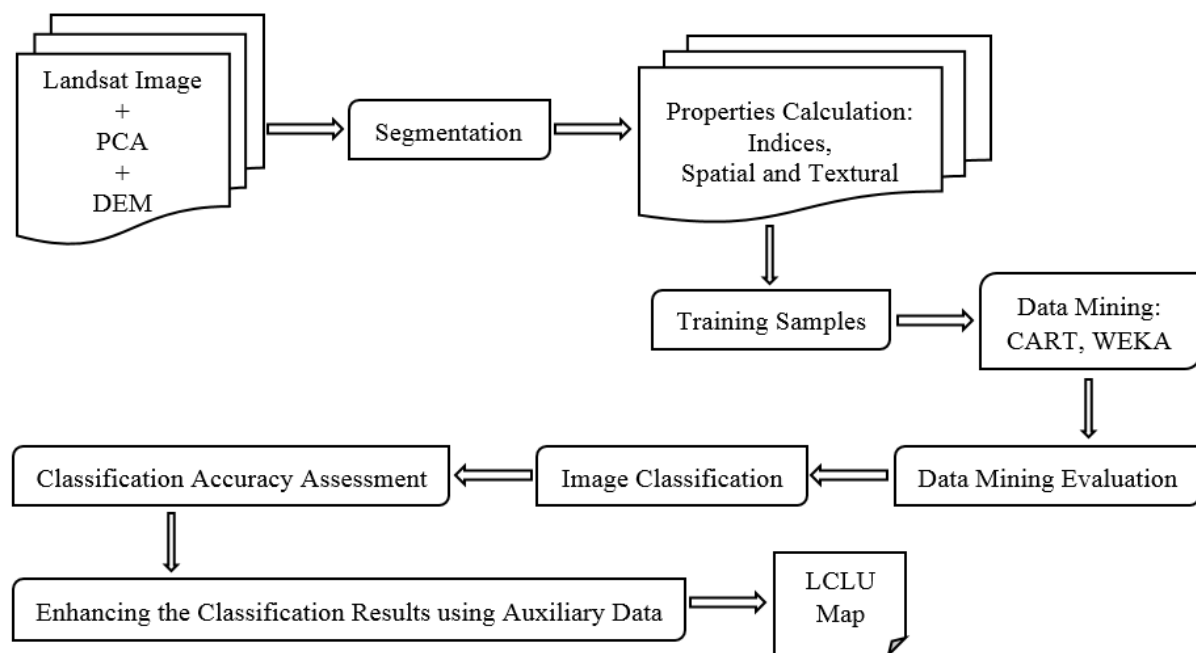 Landsat Image
+
PCA
+
DEM
Segmentation
Properties Calculation:
Indices,
Spatial and Textural
Training Samples
Data Mining:
CART, WEKA
Data Mining Evaluation
Image Classification
Classification Accuracy Assessment
Enhancing the Classification Results using Auxiliary Data
LCLU
Map